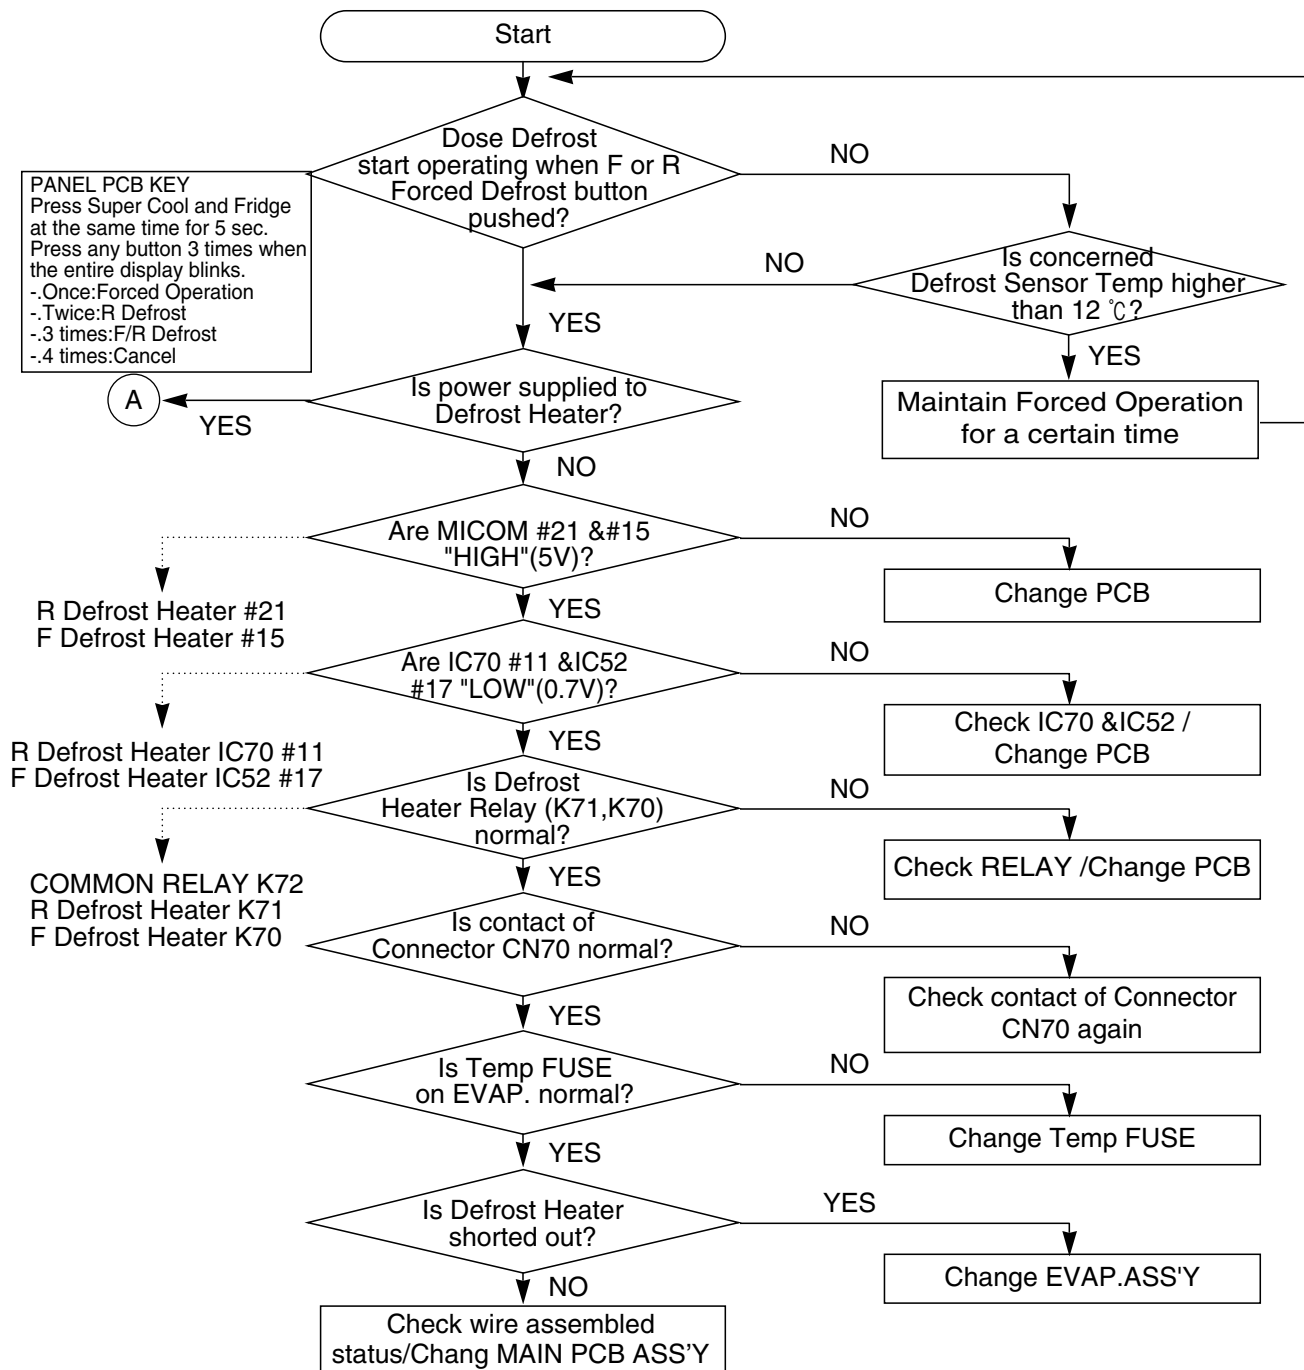 Start
Dose Defrost
start operating when F or R
Forced Defrost button
pushed?
NO
PANEL PCB KEY
Press Super Cool and Fridge
at the same time for 5 sec.
Press any button 3 times when
the entire display blinks.
-.Once:Forced Operation
-.Twice:R Defrost
-.3 times:F/R Defrost
-.4 times:Cancel
Is concerned
Defrost Sensor Temp higher
than 12 ℃?
NO
YES
YES
Maintain Forced Operation
for a certain time
Is power supplied to
Defrost Heater?
A
YES
NO
Are MICOM #21 &#15
"HIGH"(5V)?
NO
Change PCB
R Defrost Heater #21
F Defrost Heater #15
YES
Are IC70 #11 &IC52
#17 "LOW"(0.7V)?
NO
Check IC70 &IC52 /
Change PCB
R Defrost Heater IC70 #11
F Defrost Heater IC52 #17
YES
Is Defrost
Heater Relay (K71,K70)
normal?
NO
Check RELAY /Change PCB
COMMON RELAY K72
R Defrost Heater K71
F Defrost Heater K70
YES
Is contact of
Connector CN70 normal?
NO
Check contact of Connector
CN70 again
YES
Is Temp FUSE
on EVAP. normal?
NO
Change Temp FUSE
YES
Is Defrost Heater
shorted out?
YES
Change EVAP.ASS'Y
NO
Check wire assembled
status/Chang MAIN PCB ASS’Y